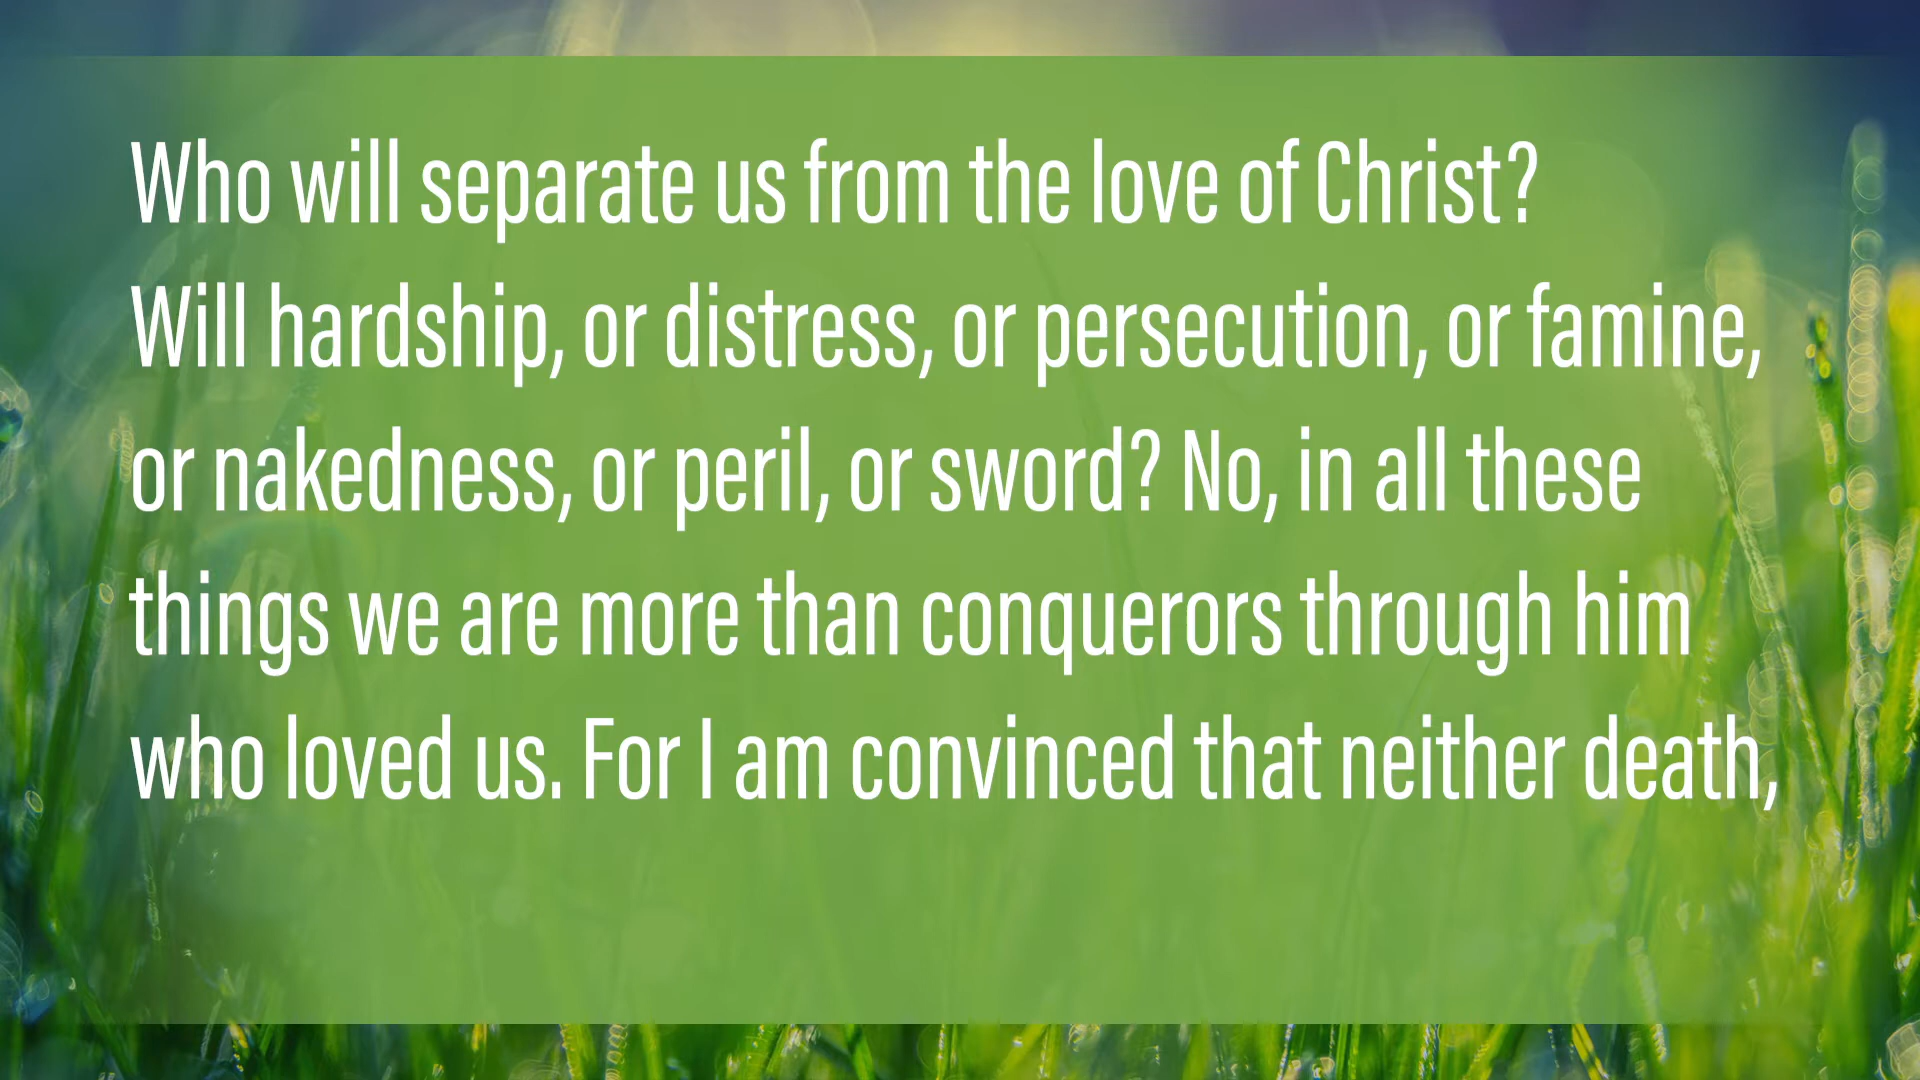 Who will separate us from the love of Christ?
Will hardship, or distress, or persecution, or famine,
or nakedness, or peril, or sword? No, in all these
things we are more than conquerors through him
who loved us. For I am convinced that neither death,